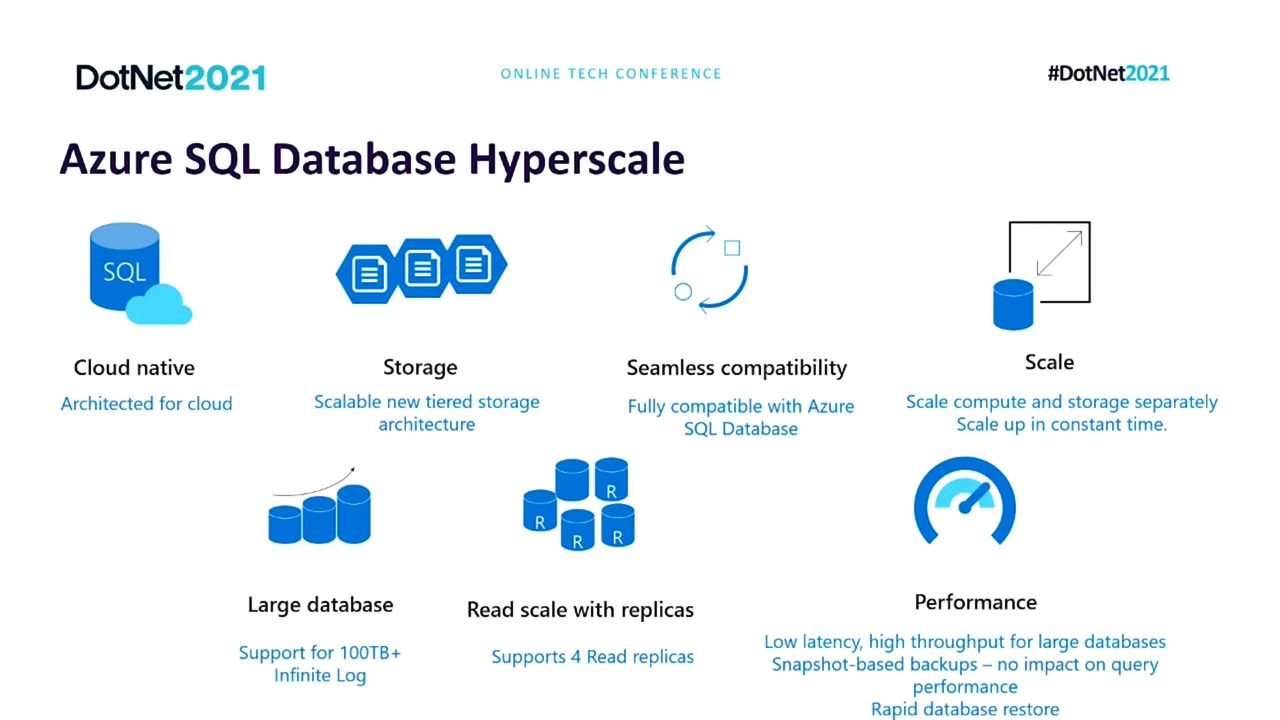 DotNet2021
ONLINE TECH CONFERENCE
#DotNet2021
Azure SQL Database Hyperscale
SQL
Cloud native
Architected for cloud
Storage
Scalable new tiered storage
architecture
Seamless compatibility
Fully compatible with Azure
SQL Database
Scale
Scale compute and storage separately
Scale up in constant time.
Large database
Support for 100TB+
Infinite Log
R
R
R
R
Read scale with replicas
Supports 4 Read replicas
Performance
Low latency, high throughput for large databases
Snapshot-based backups – no impact on query
performance
Rapid database restore